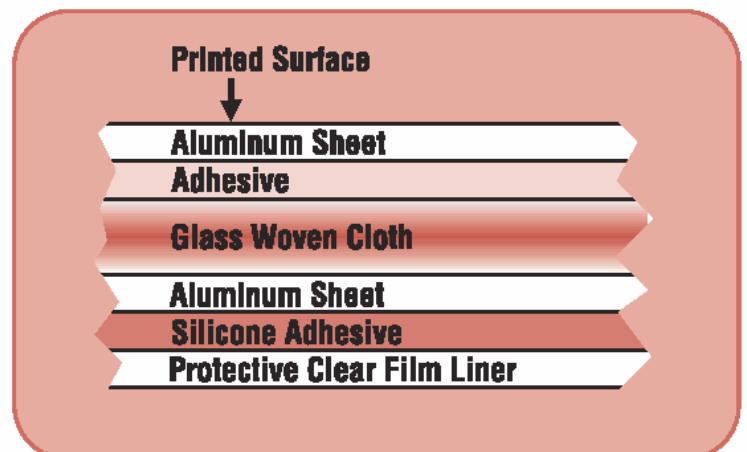 Printed Surface
Aluminum Sheet
Adhesive
Glass Woven Cloth
Aluminum Sheet
Silicone Adhesive
Protective Clear Film Liner